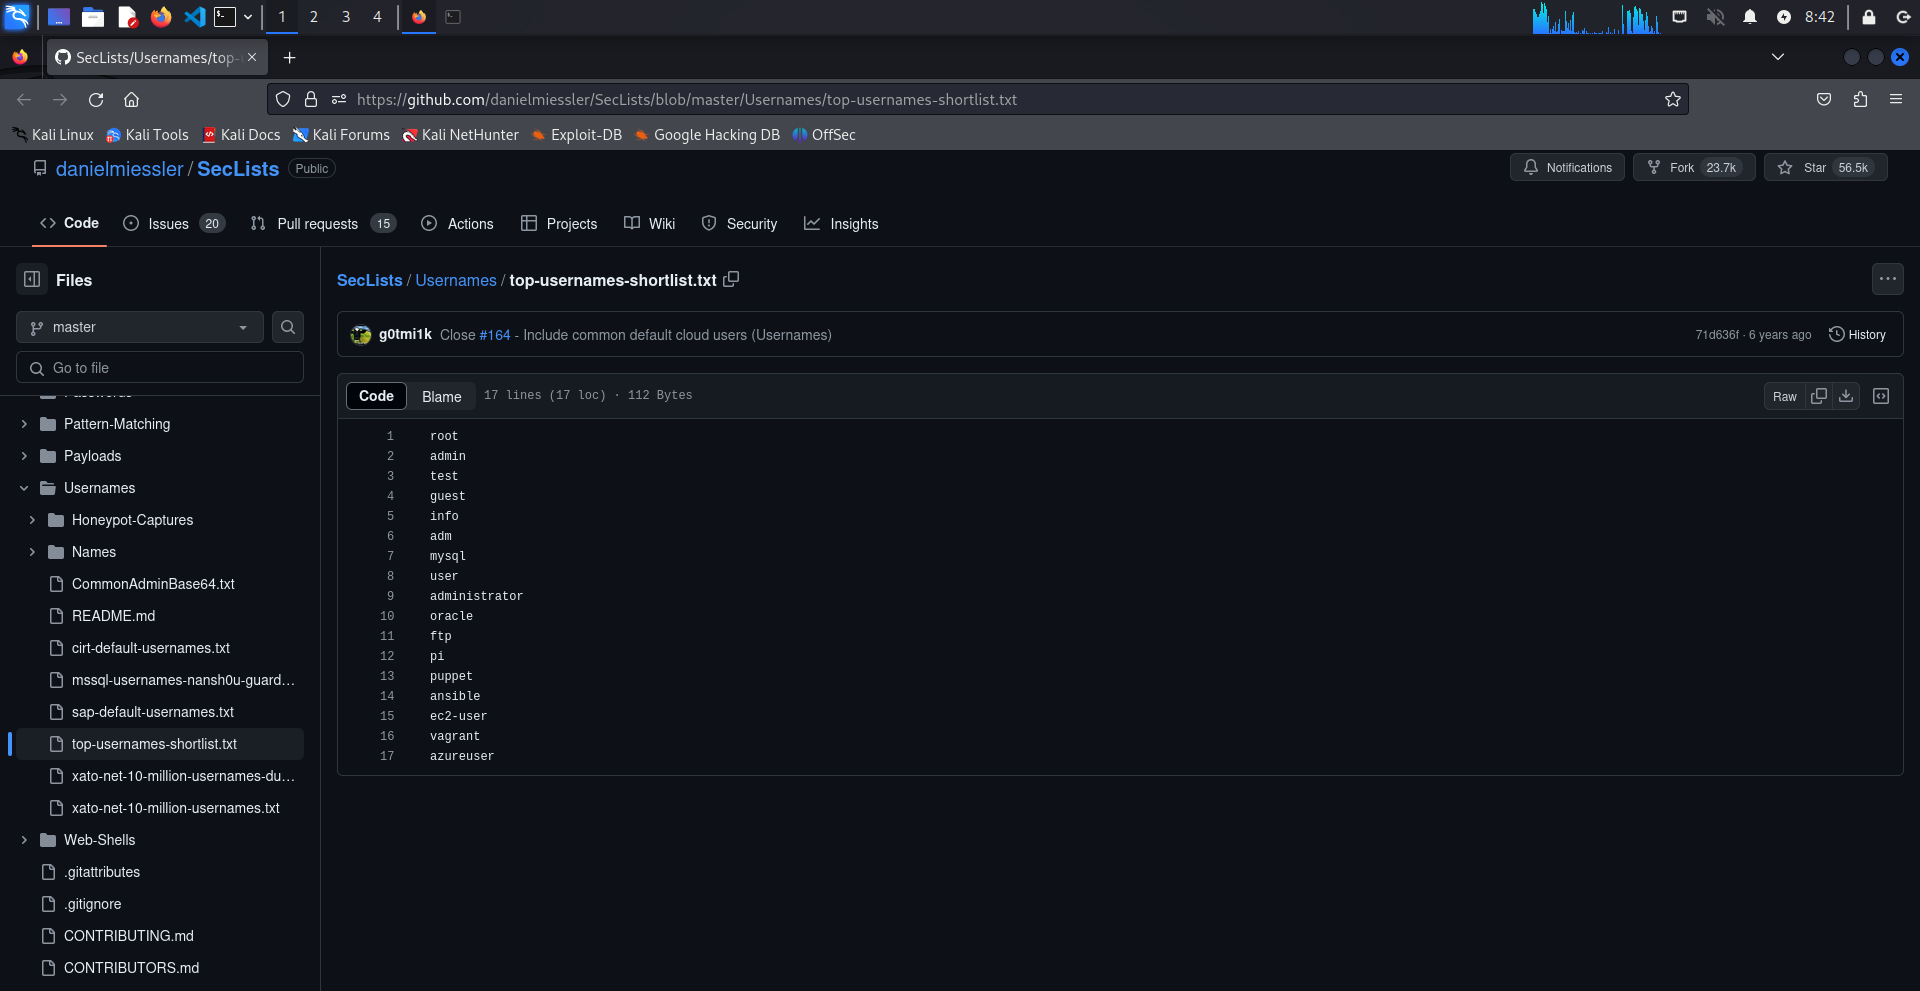 1 2 3 4 8:42
SecLists/Usernames/top-
https://github.com/danielmiessler/SecLists/blob/master/Usernames/top-usernames-shortlist.txt
Kali Linux Kali Tools Kali Docs Kali Forums Kali NetHunter Exploit-DB Google Hacking DB OffSec
danielmiessler / SecLists Public Notifications Fork 23.7k Star 56.5k
Code Issues 20 Pull requests 15 Actions Projects Wiki Security Insights
Files
master
Go to file
Passwords
Pattern-Matching
Payloads
Usernames
Honeypot-Captures
Names
CommonAdminBase64.txt
README.md
cirt-default-usernames.txt
mssql-usernames-nansh0u-guard...
sap-default-usernames.txt
top-usernames-shortlist.txt
xato-net-10-million-usernames-du...
xato-net-10-million-usernames.txt
Web-Shells
.gitattributes
.gitignore
CONTRIBUTING.md
CONTRIBUTORS.md
SecLists / Usernames / top-usernames-shortlist.txt
g0tmi1k Close #164 - Include common default cloud users (Usernames) 71d636f · 6 years ago History
Code Blame 17 lines (17 loc) · 112 Bytes Raw
1 root
2 admin
3 test
4 guest
5 info
6 adm
7 mysql
8 user
9 administrator
10 oracle
11 ftp
12 pi
13 puppet
14 ansible
15 ec2-user
16 vagrant
17 azureuser